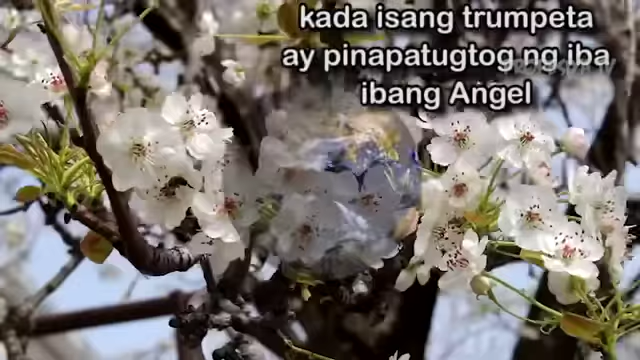 kada isang trumpeta
ay pinapatugtog ng iba
ibang Angel